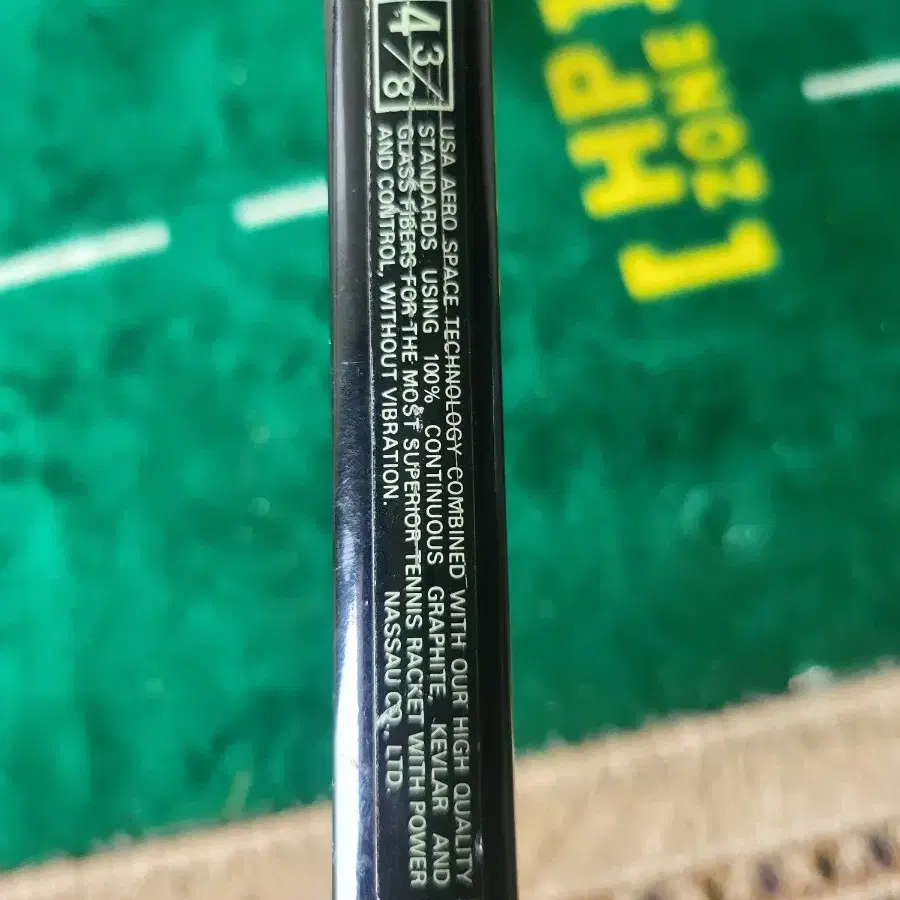 4 3/8
USA AERO SPACE TECHNOLOGY COMBINED WITH OUR HIGH QUALITY
STANDARDS USING 100% CONTINUOUS GRAPHITE, KEVLAR AND
GLASS FIBERS FOR THE MOST SUPERIOR TENNIS RACKET WITH POWER
AND CONTROL, WITHOUT VIBRATION. NASSAU CO., LTD.
ZONE